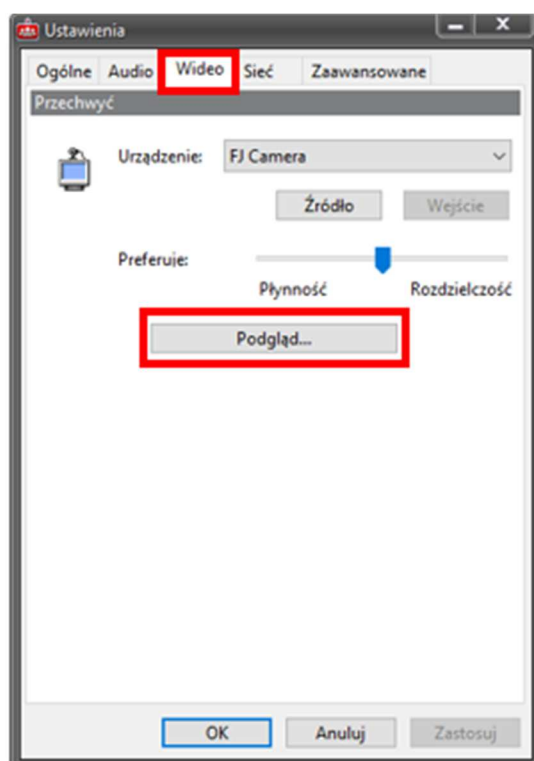 Ustawienia
Ogólne Audio Wideo Sieć Zaawansowane
Przechwyć
Urządzenie: FJ Camera
Źródło Wejście
Preferuje:
Płynność Rozdzielczość
Podgląd...
OK Anuluj Zastosuj